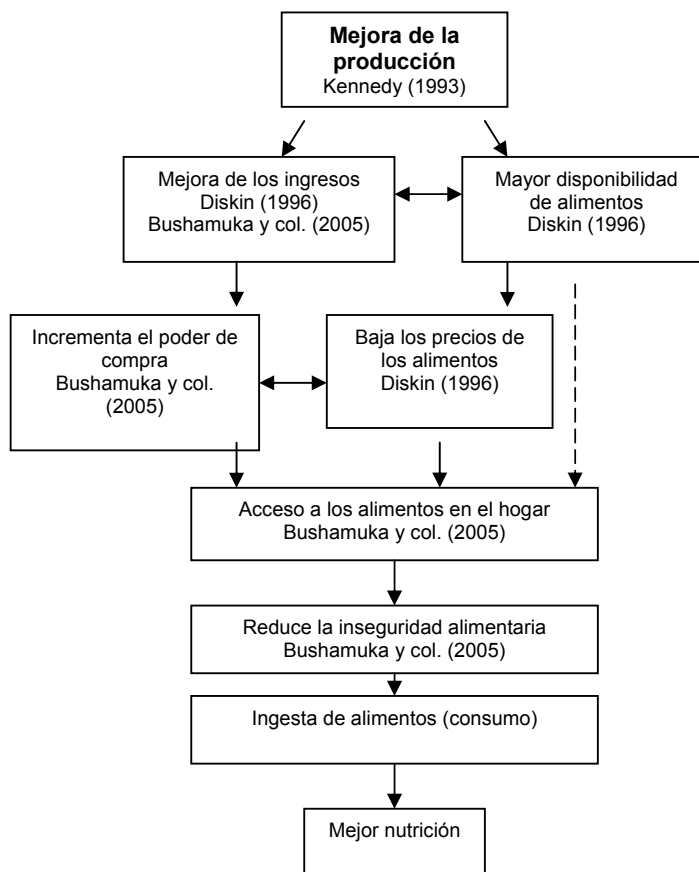 Mejora de la
producción
Kennedy (1993)
Mejora de los ingresos
Diskin (1996)
Bushamuka y col. (2005)
Mayor disponibilidad
de alimentos
Diskin (1996)
Incrementa el poder de
compra
Bushamuka y col.
(2005)
Baja los precios de
los alimentos
Diskin (1996)
Acceso a los alimentos en el hogar
Bushamuka y col. (2005)
Reduce la inseguridad alimentaria
Bushamuka y col. (2005)
Ingesta de alimentos (consumo)
Mejor nutrición